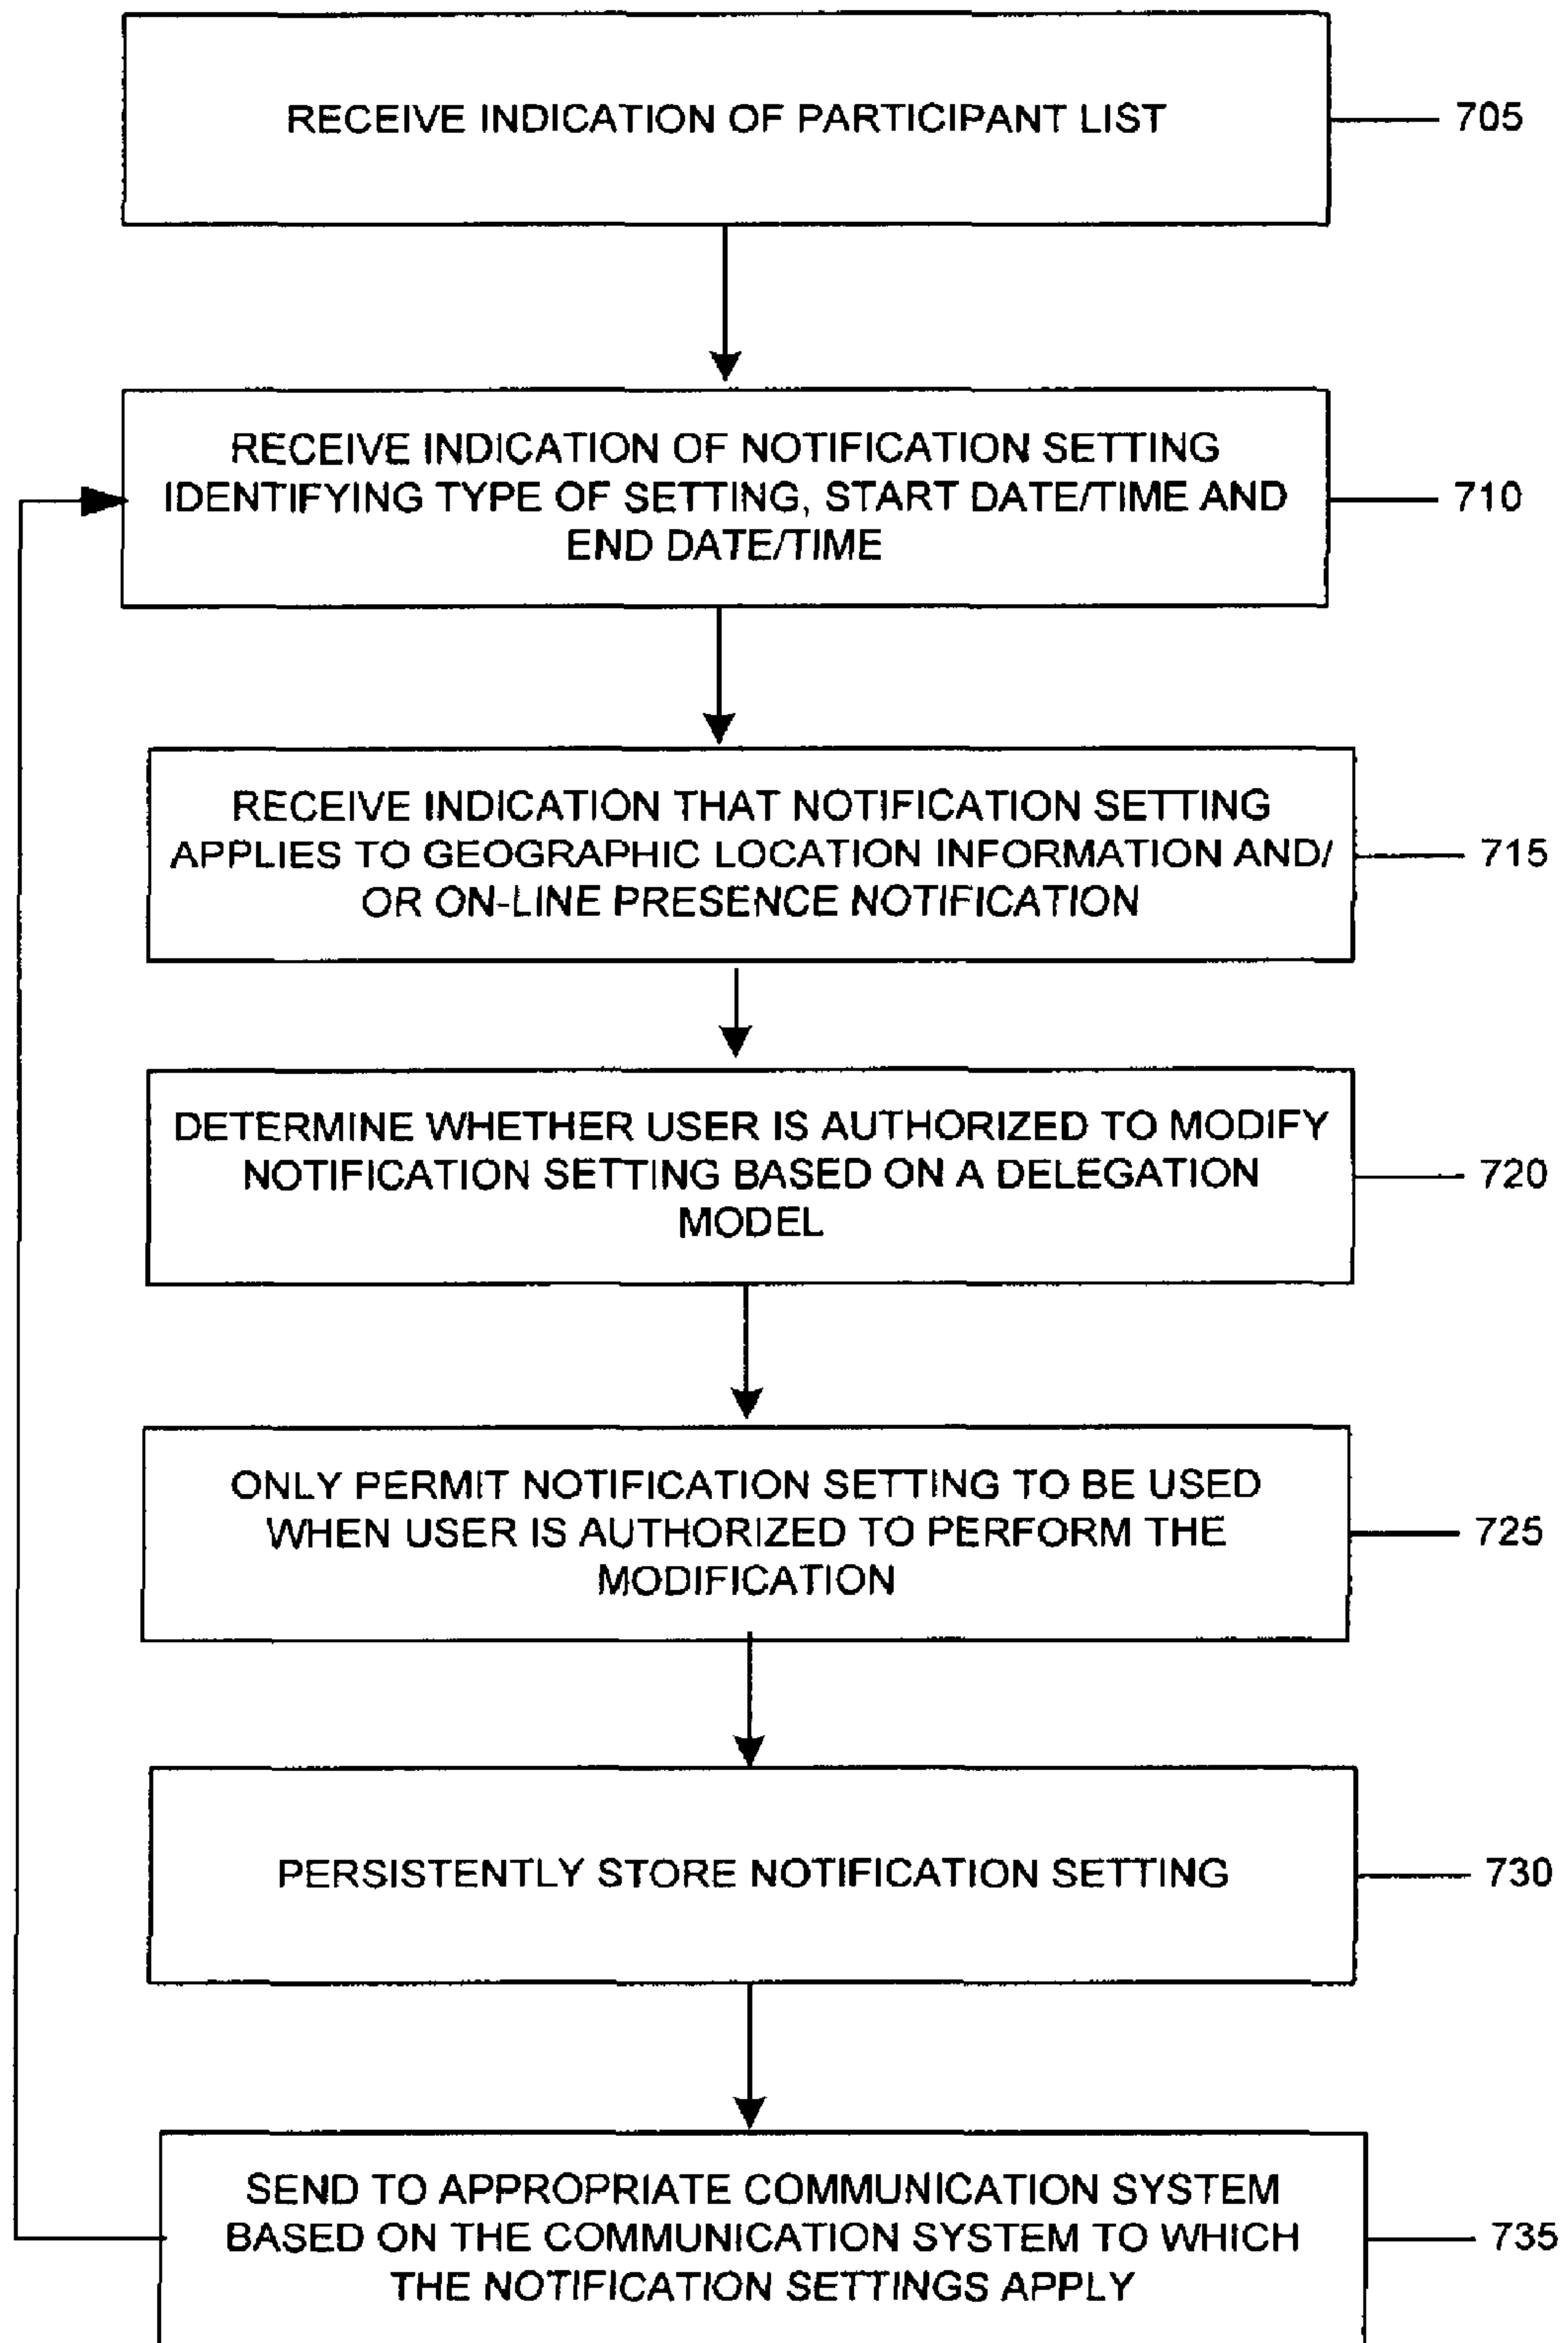 RECEIVE INDICATION OF PARTICIPANT LIST
705
RECEIVE INDICATION OF NOTIFICATION SETTING
IDENTIFYING TYPE OF SETTING, START DATE/TIME AND
END DATE/TIME
710
RECEIVE INDICATION THAT NOTIFICATION SETTING
APPLIES TO GEOGRAPHIC LOCATION INFORMATION AND/
OR ON-LINE PRESENCE NOTIFICATION
715
DETERMINE WHETHER USER IS AUTHORIZED TO MODIFY
NOTIFICATION SETTING BASED ON A DELEGATION
MODEL
720
ONLY PERMIT NOTIFICATION SETTING TO BE USED
WHEN USER IS AUTHORIZED TO PERFORM THE
MODIFICATION
725
PERSISTENTLY STORE NOTIFICATION SETTING
730
SEND TO APPROPRIATE COMMUNICATION SYSTEM
BASED ON THE COMMUNICATION SYSTEM TO WHICH
THE NOTIFICATION SETTINGS APPLY
735